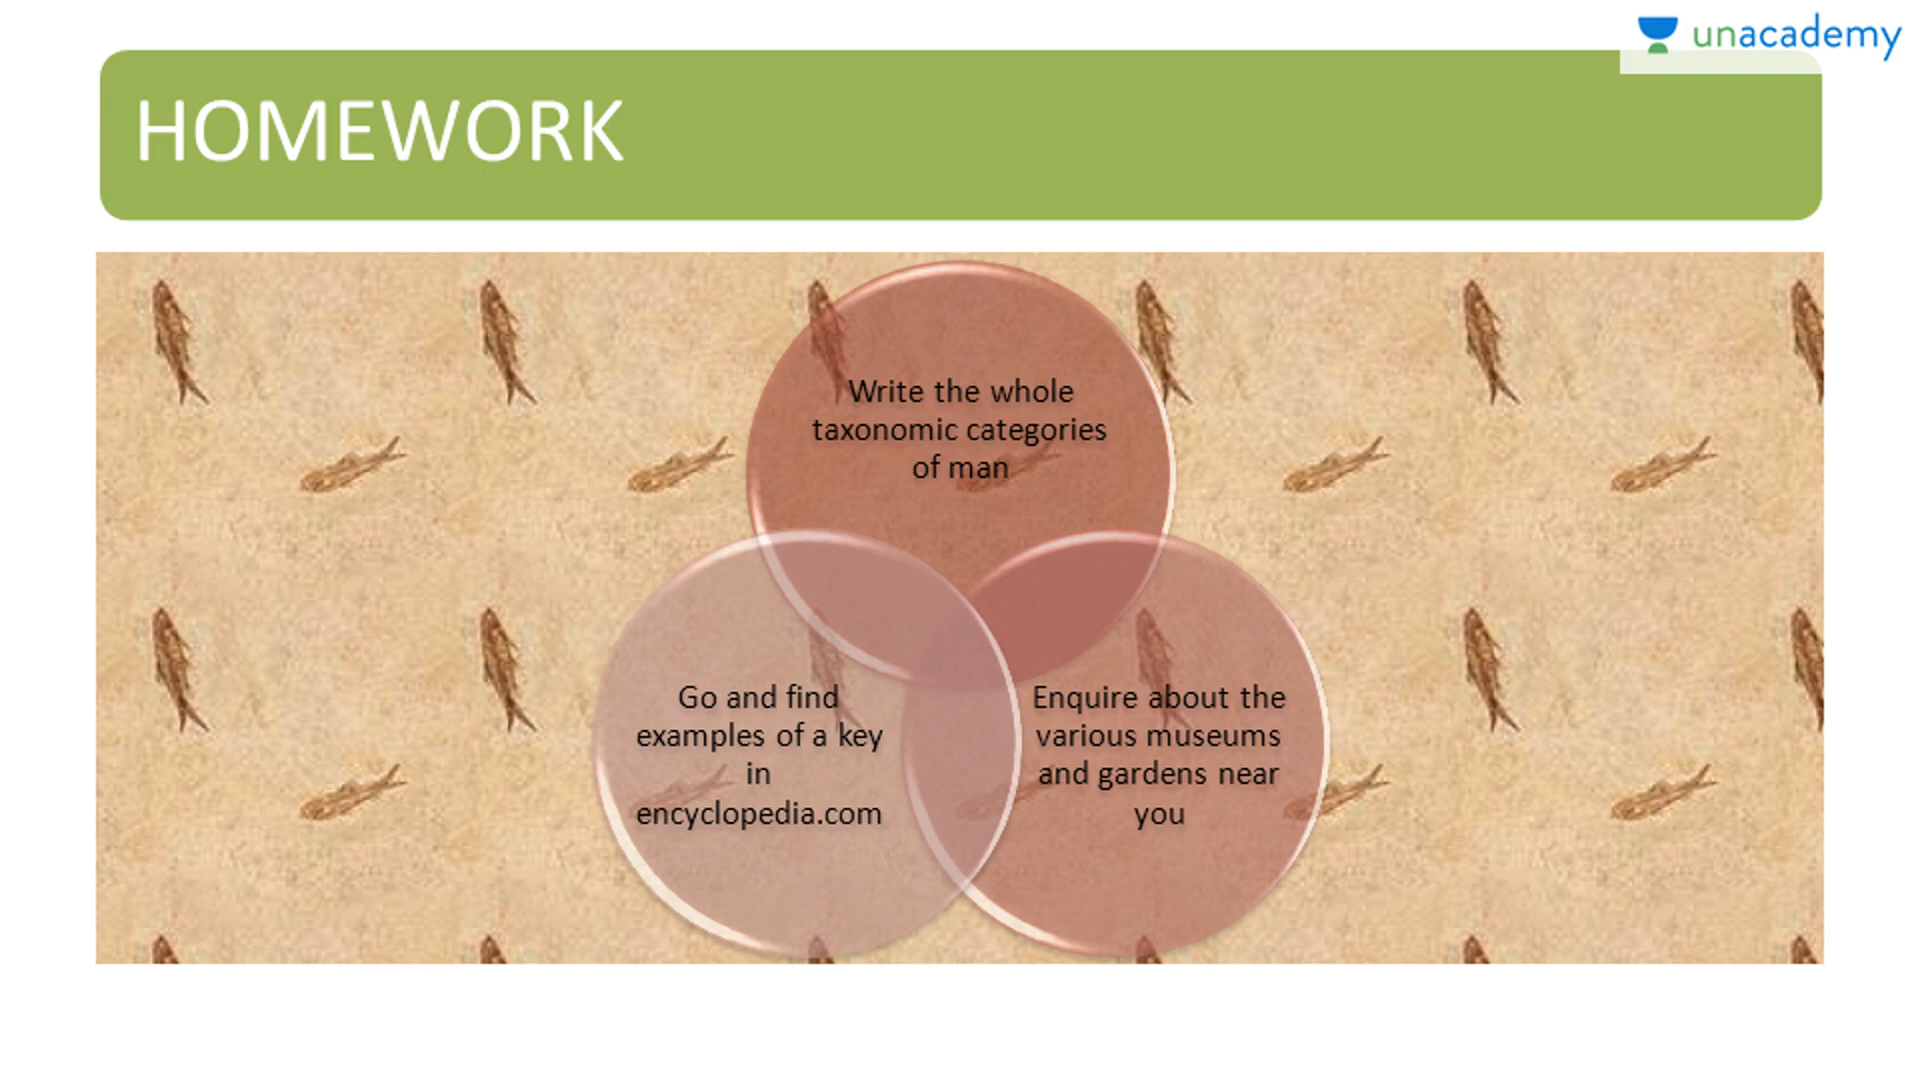 unacademy
HOMEWORK
Write the whole
taxonomic categories
of man
Go and find
examples of a key
in
encyclopedia.com
Enquire about the
various museums
and gardens near
you